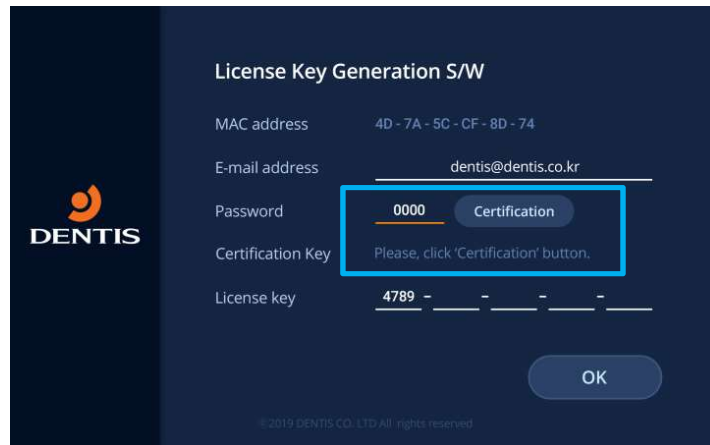 License Key Generation S/W
MAC address 4D - 7A - 5C - CF - 8D - 74
E-mail address dentis@dentis.co.kr
DENTIS
Password 0000 Certification
Certification Key Please, click 'Certification' button.
License key 4789 – – – –
OK
©2019 DENTIS CO. LTD All rights reserved